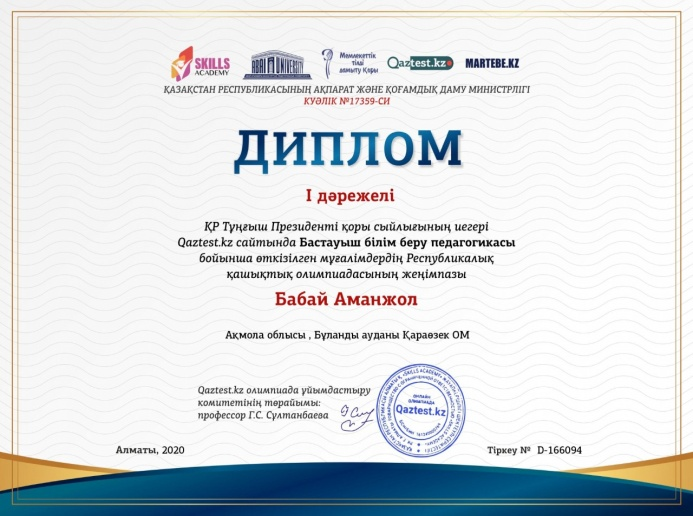 SKILLS
ACADEMY
ABAI UNIVERSITY
Мемлекеттік
тілді
дамыту қоры
Qaztest.kz
MARTEBE.KZ
ҚАЗАҚСТАН РЕСПУБЛИКАСЫНЫҢ АҚПАРАТ ЖӘНЕ ҚОҒАМДЫҚ ДАМУ МИНИСТРЛІГІ
КУӘЛІК №17359-СИ
ДИПЛОМ
І дәрежелі
ҚР Тұңғыш Президенті қоры сыйлығының иегері
Qaztest.kz сайтында Бастауыш білім беру педагогикасы
бойынша өткізілген мұғалімдердің Республикалық
қашықтық олимпиадасының жеңімпазы
Бабай Аманжол
Ақмола облысы , Бұланды ауданы Қараөзек ОМ
Qaztest.kz олимпиада ұйымдастыру
комитетінің төрайымы:
профессор Г.С. Султанбаева
ОНЛАЙН
ОЛИМПИАДА
Qaztest.kz
Алматы, 2020
Тіркеу № D-166094